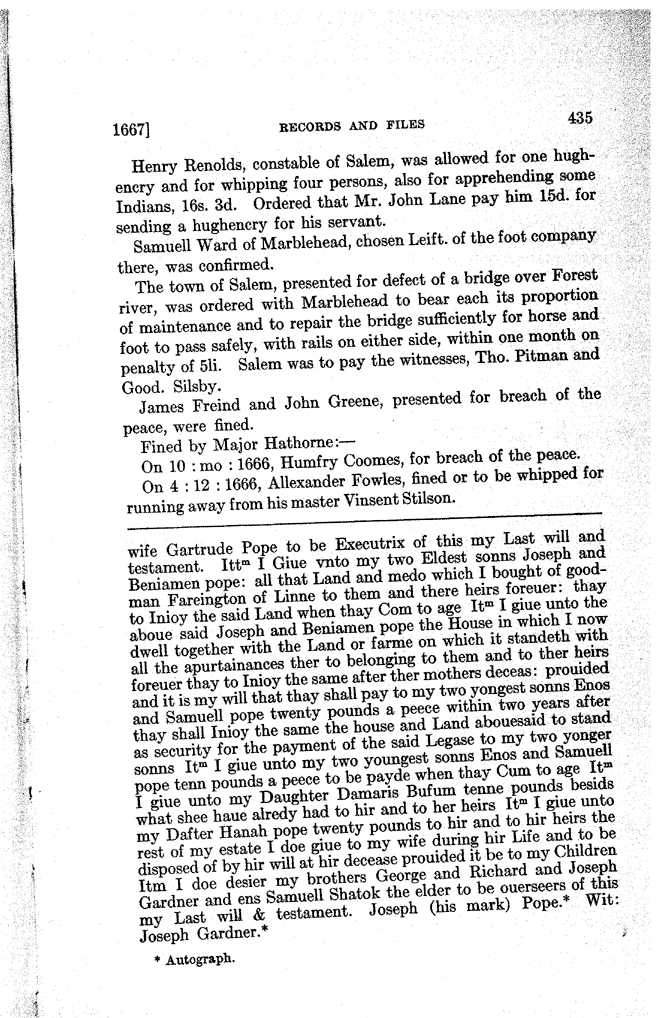 1667] RECORDS AND FILES 435
Henry Renolds, constable of Salem, was allowed for one hugh-
encry and for whipping four persons, also for apprehending some
Indians, 16s. 3d. Ordered that Mr. John Lane pay him 15d. for
sending a hughencry for his servant.
Samuell Ward of Marblehead, chosen Leift. of the foot company
there, was confirmed.
The town of Salem, presented for defect of a bridge over Forest
river, was ordered with Marblehead to bear each its proportion
of maintenance and to repair the bridge sufficiently for horse and
foot to pass safely, with rails on either side, within one month on
penalty of 5li. Salem was to pay the witnesses, Tho. Pitman and
Good. Silsby.
James Freind and John Greene, presented for breach of the
peace, were fined.
Fined by Major Hathorne:—
On 10 : mo : 1666, Humfry Coomes, for breach of the peace.
On 4 : 12 : 1666, Allexander Fowles, fined or to be whipped for
running away from his master Vinsent Stilson.
wife Gartrude Pope to be Executrix of this my Last will and
testament. Ittᵐ I Giue vnto my two Eldest sonns Joseph and
Beniamen pope: all that Land and medo which I bought of good-
man Fareington of Linne to them and there heirs foreuer: thay
to Inioy the said Land when thay Com to age Itᵐ I giue unto the
aboue said Joseph and Beniamen pope the House in which I now
dwell together with the Land or farme on which it standeth with
all the apurtainances ther to belonging to them and to ther heirs
foreuer thay to Inioy the same after ther mothers deceas: prouided
and it is my will that thay shall pay to my two yongest sonns Enos
and Samuell pope twenty pounds a peece within two years after
thay shall Inioy the same the house and Land abouesaid to stand
as security for the payment of the said Legase to my two yonger
sonns Itᵐ I giue unto my two youngest sonns Enos and Samuell
pope tenn pounds a peece to be payde when thay Cum to age Itᵐ
I giue unto my Daughter Damaris Bufum tenne pounds besids
what shee haue alredy had to hir and to her heirs Itᵐ I giue unto
my Dafter Hanah pope twenty pounds to hir and to hir heirs the
rest of my estate I doe giue to my wife during hir Life and to be
disposed of by hir will at hir decease prouided it be to my Children
Itm I doe desier my brothers George and Richard and Joseph
Gardner and ens Samuell Shatok the elder to be ouerseers of this
my Last will & testament. Joseph (his mark) Pope.* Wit:
Joseph Gardner.*
* Autograph.